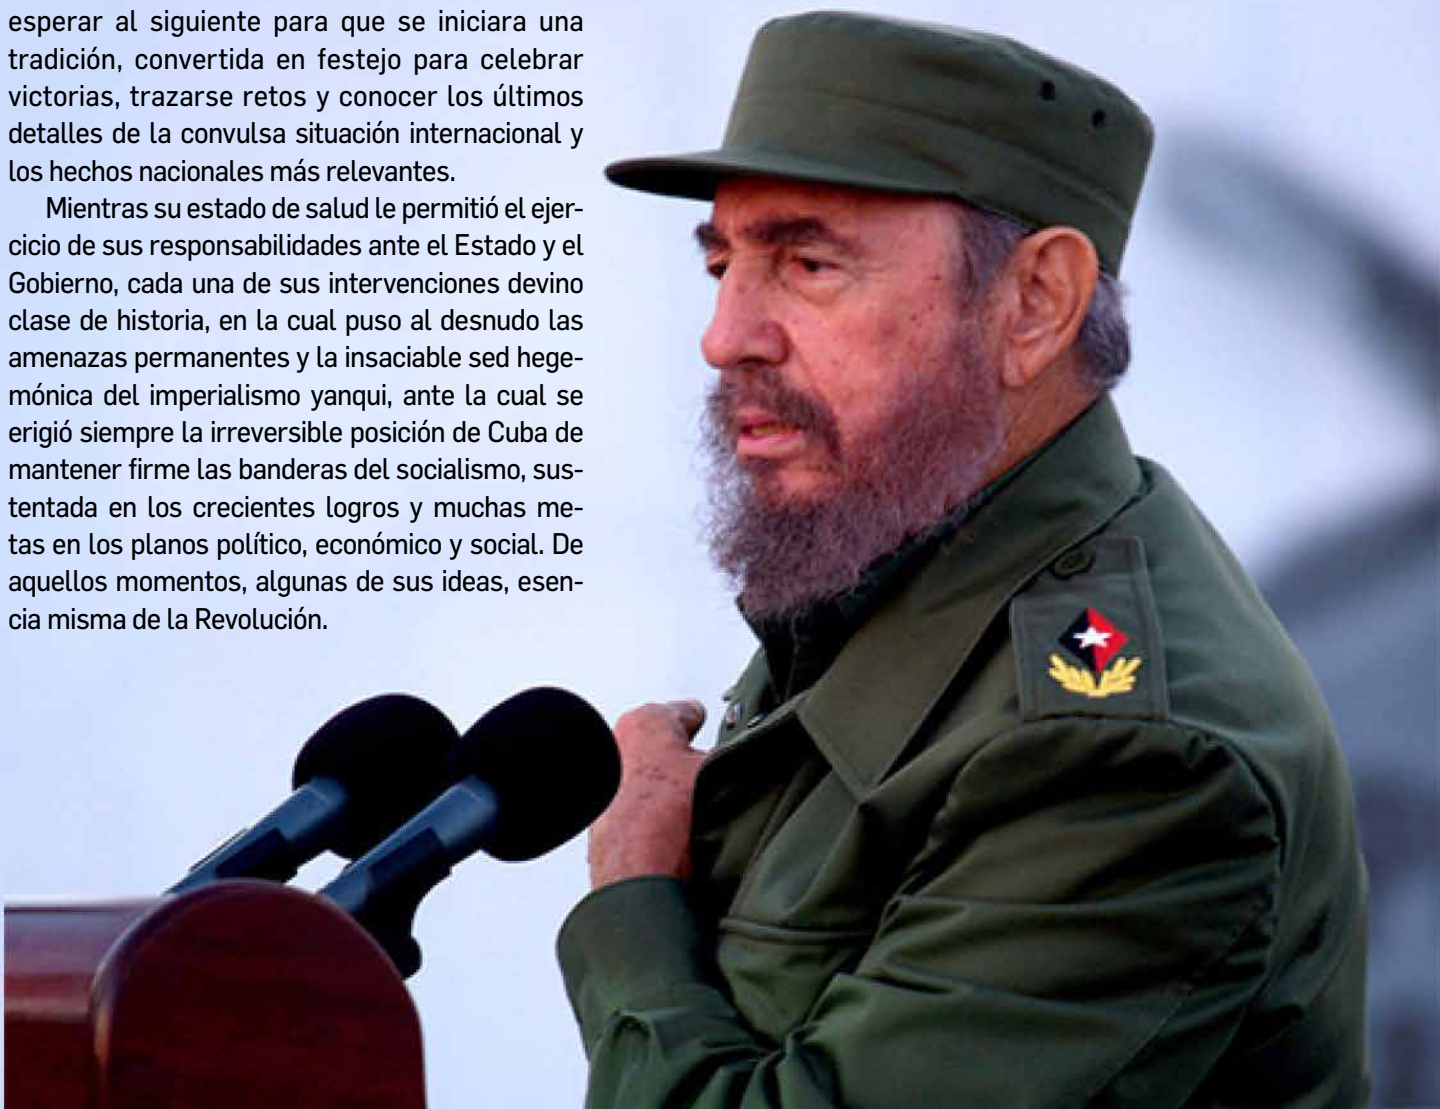 esperar al siguiente para que se iniciara una
tradición, convertida en festejo para celebrar
victorias, trazarse retos y conocer los últimos
detalles de la convulsa situación internacional y
los hechos nacionales más relevantes.
Mientras su estado de salud le permitió el ejer-
cicio de sus responsabilidades ante el Estado y el
Gobierno, cada una de sus intervenciones devino
clase de historia, en la cual puso al desnudo las
amenazas permanentes y la insaciable sed hege-
mónica del imperialismo yanqui, ante la cual se
erigió siempre la irreversible posición de Cuba de
mantener firme las banderas del socialismo, sus-
tentada en los crecientes logros y muchas me-
tas en los planos político, económico y social. De
aquellos momentos, algunas de sus ideas, esen-
cia misma de la Revolución.